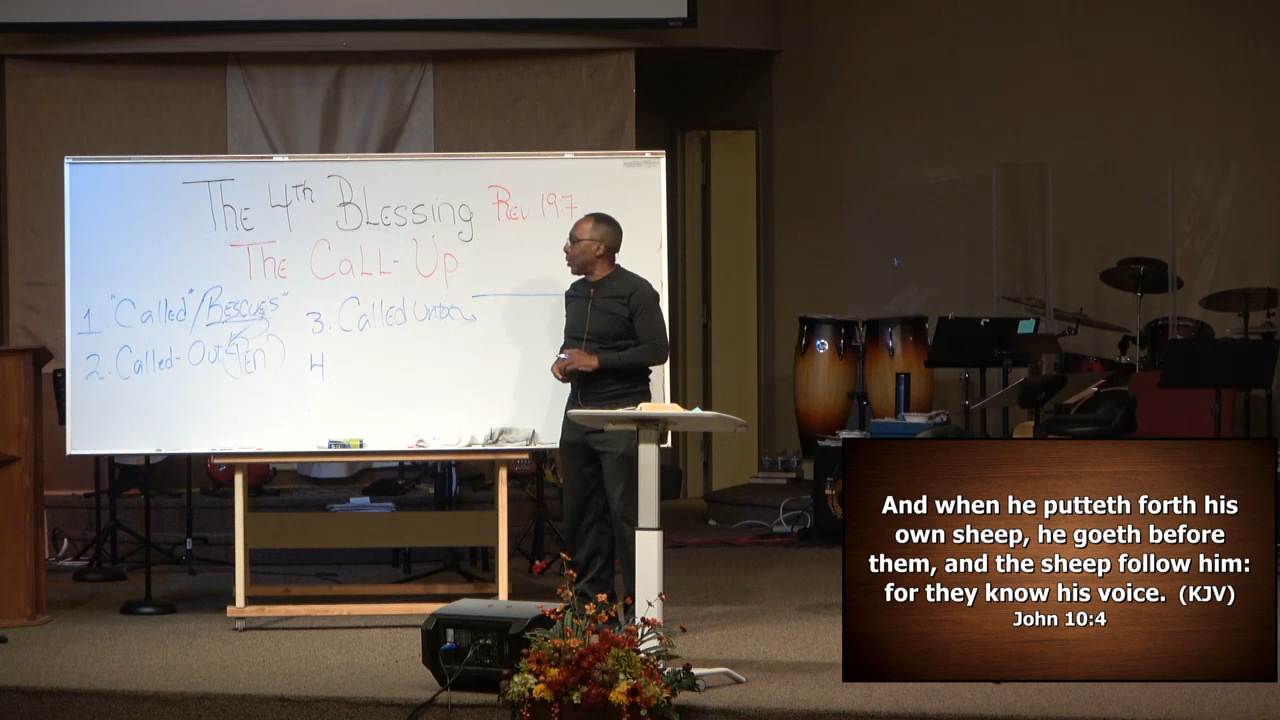 The 4th Blessing Rev 19:7
The Call-Up
1. "Called"/Rescues"
2. Called-Out (Pen)
3. Called unto
4
And when he putteth forth his
own sheep, he goeth before
them, and the sheep follow him:
for they know his voice. (KJV)
John 10:4